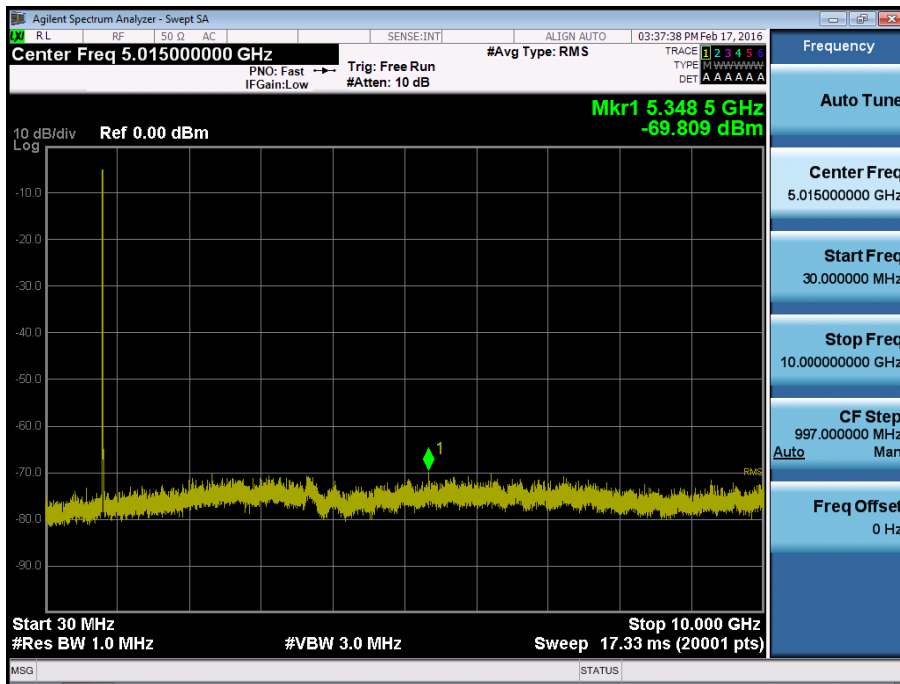 Agilent Spectrum Analyzer - Swept SA
LXI RL RF 50 Ω AC SENSE:INT ALIGN AUTO 03:37:38 PM Feb 17, 2016
Center Freq 5.015000000 GHz
PNO: Fast
IFGain:Low
Trig: Free Run
#Atten: 10 dB
#Avg Type: RMS
TRACE 1 2 3 4 5 6
TYPE M WWWWW
DET A A A A A A
Mkr1 5.348 5 GHz
-69.809 dBm
10 dB/div Ref 0.00 dBm
Log
-10.0
-20.0
-30.0
-40.0
-50.0
-60.0
-70.0
-80.0
-90.0
1
RMS
Start 30 MHz Stop 10.000 GHz
#Res BW 1.0 MHz #VBW 3.0 MHz Sweep 17.33 ms (20001 pts)
MSG STATUS
Frequency
Auto Tune
Center Freq
5.015000000 GHz
Start Freq
30.000000 MHz
Stop Freq
10.000000000 GHz
CF Step
997.000000 MHz
Auto Man
Freq Offset
0 Hz